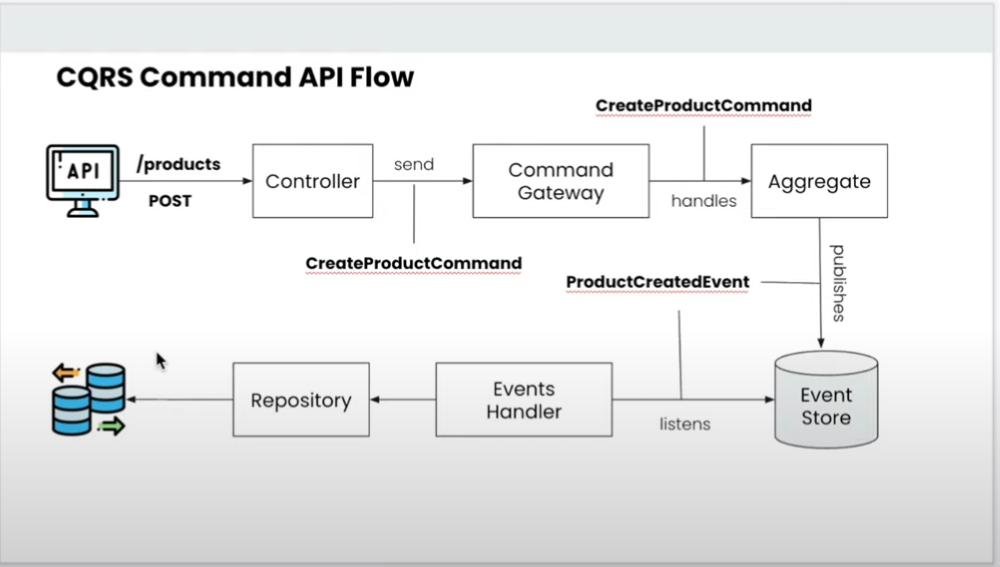 CQRS Command API Flow
CreateProductCommand
API
/products
POST
Controller
send
Command
Gateway
handles
Aggregate
CreateProductCommand
ProductCreatedEvent
publishes
Repository
Events
Handler
listens
Event
Store